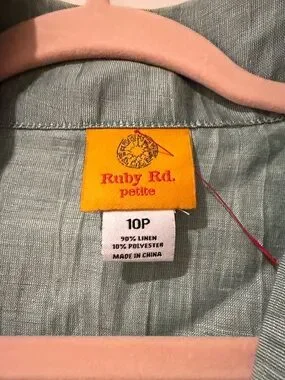 Ruby Rd.
petite
10P
90% LINEN
10% POLYESTER
MADE IN CHINA